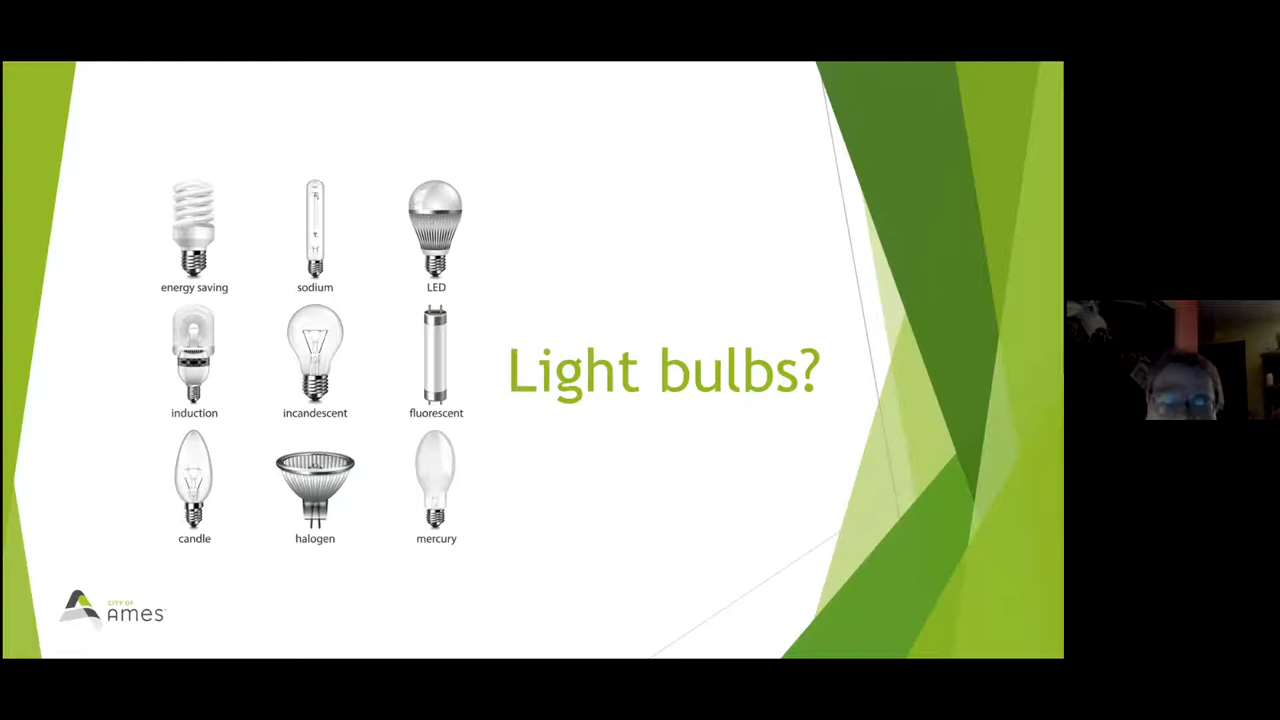 energy saving
sodium
LED
induction
incandescent
fluorescent
Light bulbs?
candle
halogen
mercury
CITY OF
Ames